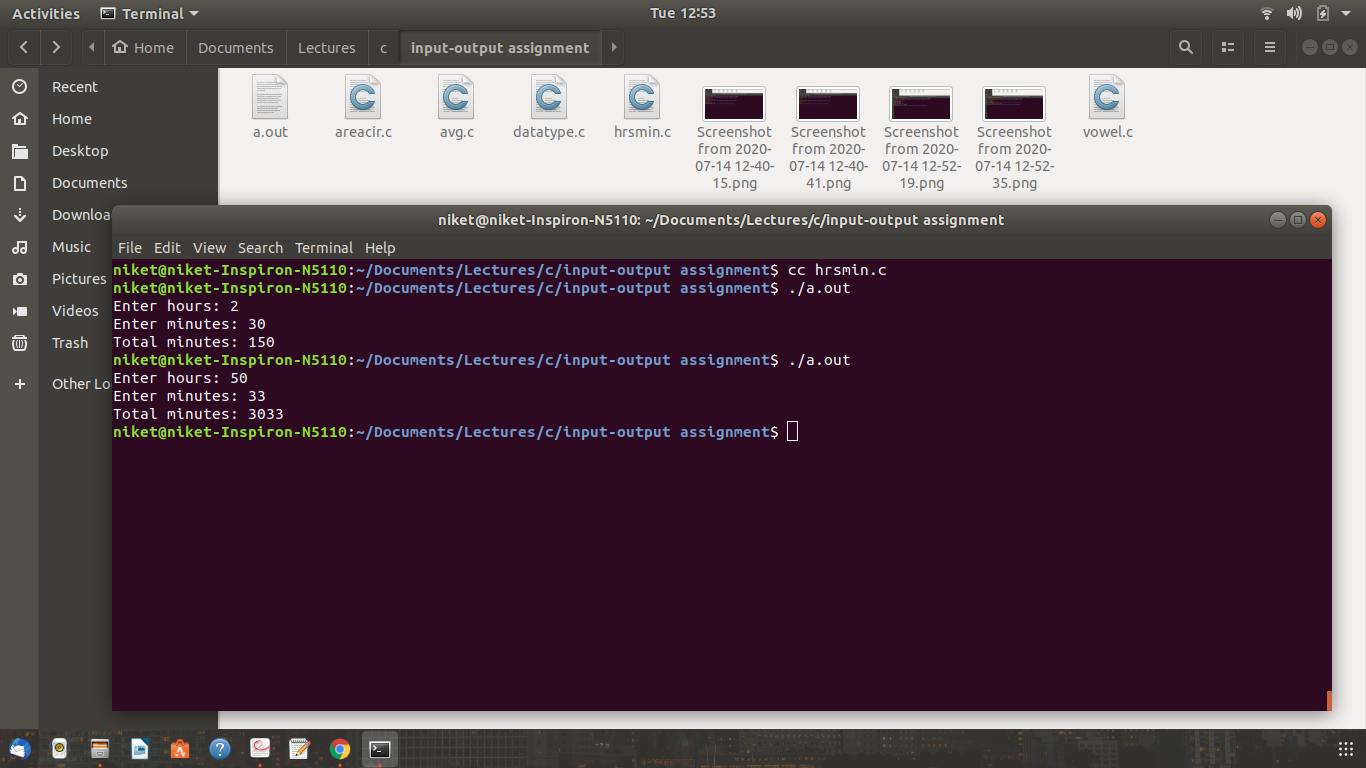 Activities Terminal Tue 12:53
Home Documents Lectures c input-output assignment
Recent
Home
Desktop
Documents
Downloa
Music
Pictures
Videos
Trash
Other Lo
a.out areacir.c avg.c datatype.c hrsmin.c
Screenshot from 2020-
07-14 12-40-
15.png
Screenshot
from 2020-
07-14 12-40-
41.png
Screenshot
from 2020-
07-14 12-52-
19.png
Screenshot
from 2020-
07-14 12-52-
35.png
vowel.c
niket@niket-Inspiron-N5110: ~/Documents/Lectures/c/input-output assignment
File Edit View Search Terminal Help
niket@niket-Inspiron-N5110:~/Documents/Lectures/c/input-output assignment$ cc hrsmin.c
niket@niket-Inspiron-N5110:~/Documents/Lectures/c/input-output assignment$ ./a.out
Enter hours: 2
Enter minutes: 30
Total minutes: 150
niket@niket-Inspiron-N5110:~/Documents/Lectures/c/input-output assignment$ ./a.out
Enter hours: 50
Enter minutes: 33
Total minutes: 3033
niket@niket-Inspiron-N5110:~/Documents/Lectures/c/input-output assignment$